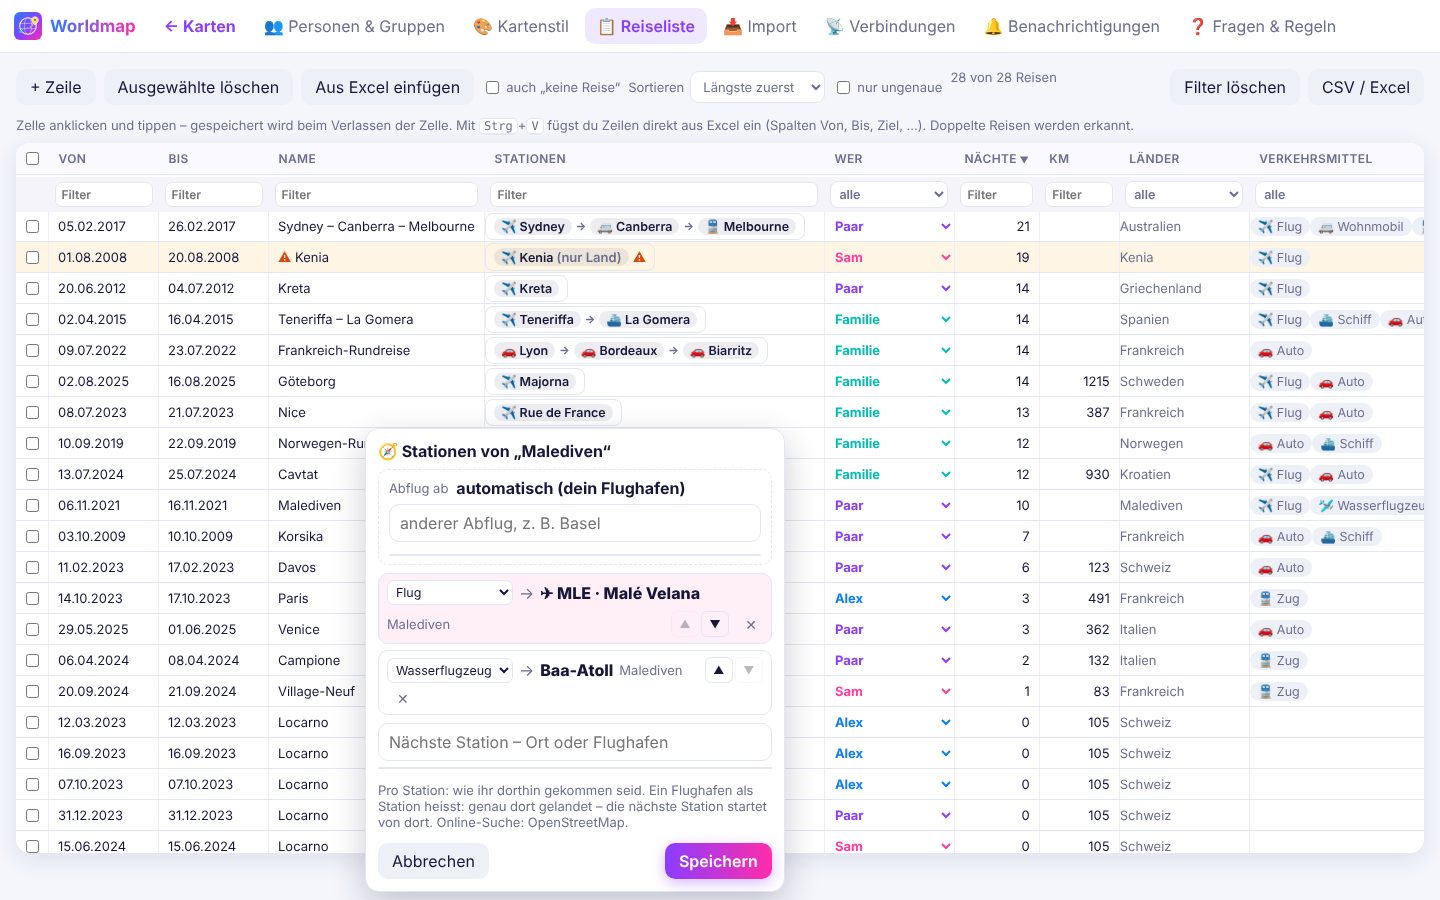 Worldmap ← Karten Personen & Gruppen Kartenstil Reiseliste Import Verbindungen Benachrichtigungen Fragen & Regeln
+ Zeile Ausgewählte löschen Aus Excel einfügen auch „keine Reise“ Sortieren Längste zuerst nur ungenaue 28 von 28 Reisen Filter löschen CSV / Excel
Zelle anklicken und tippen – gespeichert wird beim Verlassen der Zelle. Mit Strg+ V fügst du Zeilen direkt aus Excel ein (Spalten Von, Bis, Ziel, …). Doppelte Reisen werden erkannt.
VON BIS NAME STATIONEN WER NÄCHTE ▼ KM LÄNDER VERKEHRSMITTEL
Filter Filter Filter Filter alle Filter Filter alle alle
05.02.2017 26.02.2017 Sydney – Canberra – Melbourne Sydney → Canberra → Melbourne Paar 21 Australien Flug Wohnmobil
01.08.2008 20.08.2008 Kenia Kenia (nur Land) Sam 19 Kenia Flug
20.06.2012 04.07.2012 Kreta Kreta Paar 14 Griechenland Flug
02.04.2015 16.04.2015 Teneriffa – La Gomera Teneriffa → La Gomera Familie 14 Spanien Flug Schiff Au
09.07.2022 23.07.2022 Frankreich-Rundreise Lyon → Bordeaux → Biarritz Familie 14 Frankreich Auto
02.08.2025 16.08.2025 Göteborg Majorna Familie 14 1215 Schweden Flug Auto
08.07.2023 21.07.2023 Nice Rue de France Familie 13 387 Frankreich Flug Auto
10.09.2019 22.09.2019 Norwegen-Ru Familie 12 Norwegen Auto Schiff
13.07.2024 25.07.2024 Cavtat Familie 12 930 Kroatien Flug Auto
06.11.2021 16.11.2021 Malediven Paar 10 Malediven Flug Wasserflugzeu
03.10.2009 10.10.2009 Korsika Paar 7 Frankreich Auto Schiff
11.02.2023 17.02.2023 Davos Paar 6 123 Schweiz Auto
14.10.2023 17.10.2023 Paris Alex 3 491 Frankreich Zug
29.05.2025 01.06.2025 Venice Paar 3 362 Italien Auto
06.04.2024 08.04.2024 Campione Paar 2 132 Italien Zug
20.09.2024 21.09.2024 Village-Neuf Sam 1 83 Frankreich Zug
12.03.2023 12.03.2023 Locarno Alex 0 105 Schweiz
16.09.2023 16.09.2023 Locarno Alex 0 105 Schweiz
07.10.2023 07.10.2023 Locarno Alex 0 105 Schweiz
31.12.2023 31.12.2023 Locarno Paar 0 105 Schweiz
15.06.2024 15.06.2024 Locarno Sam 0 105 Schweiz
Stationen von „Malediven“
Abflug ab automatisch (dein Flughafen)
anderer Abflug, z. B. Basel
Flug → ✈ MLE · Malé Velana
Malediven ▲ ▼ ✕
Wasserflugzeug → Baa-Atoll Malediven ▲ ▼
✕
Nächste Station – Ort oder Flughafen
Pro Station: wie ihr dorthin gekommen seid. Ein Flughafen als
Station heisst: genau dort gelandet – die nächste Station startet
von dort. Online-Suche: OpenStreetMap.
Abbrechen Speichern